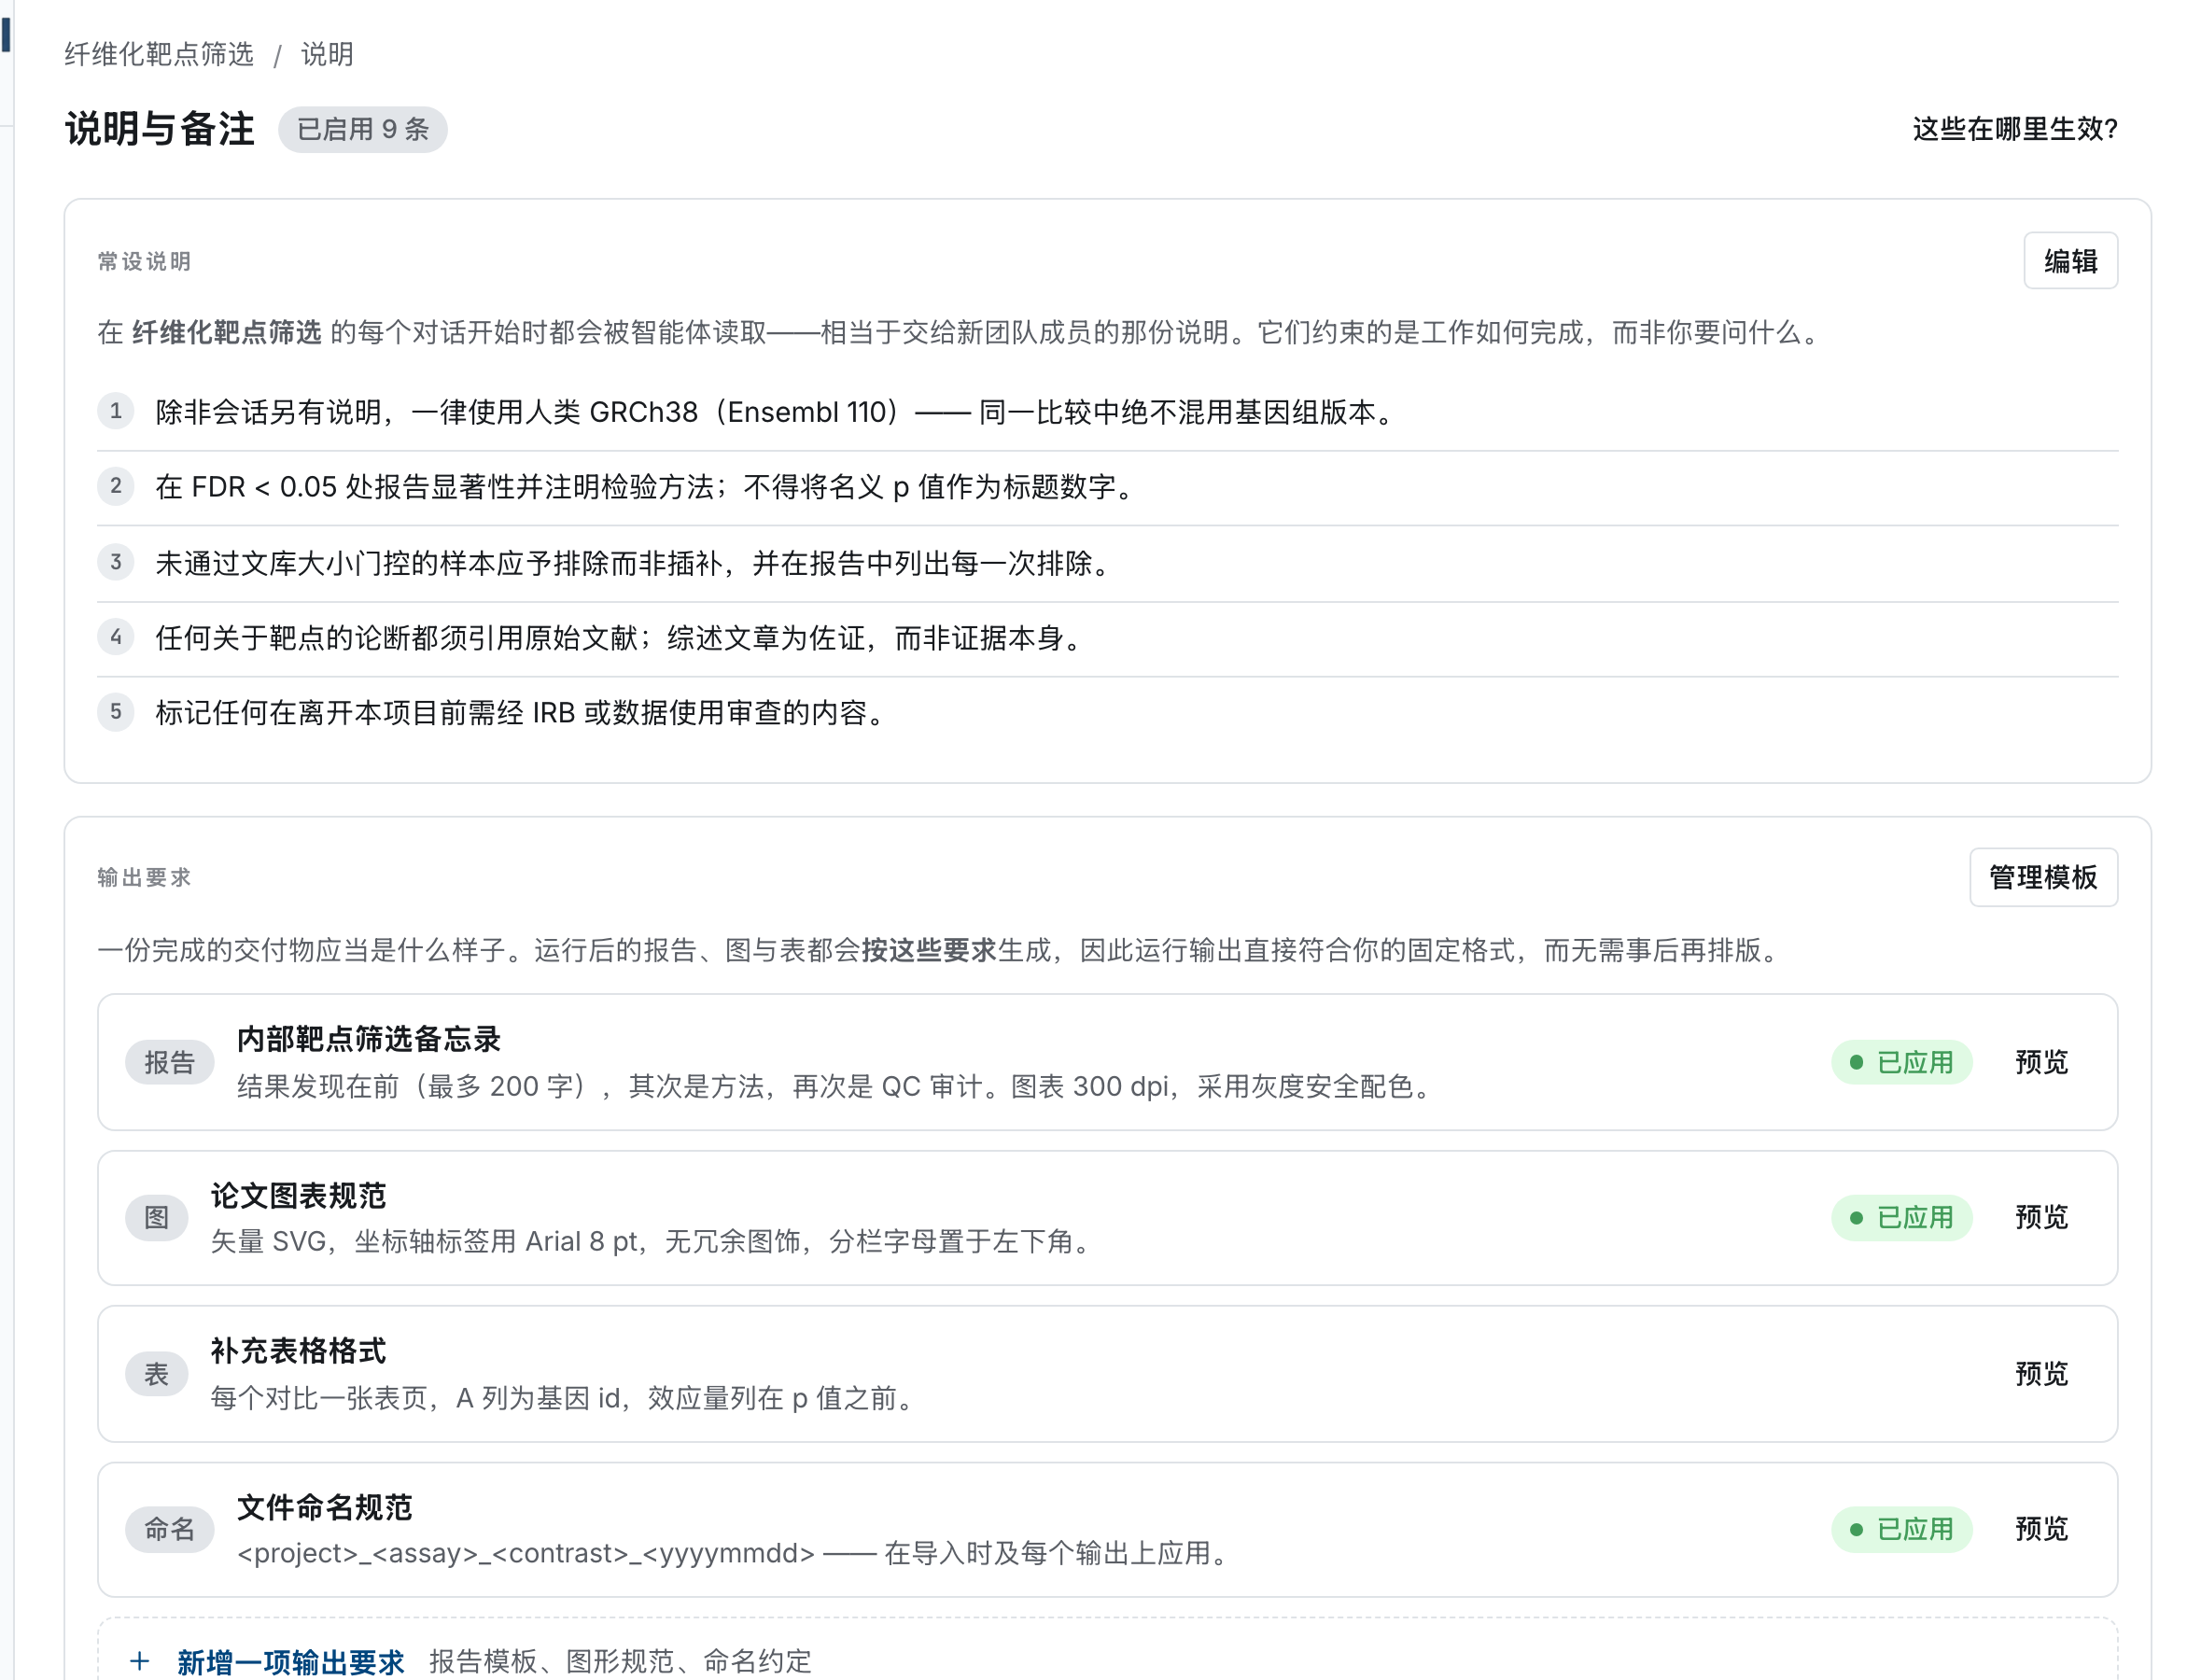 纤维化靶点筛选 / 说明
说明与备注 已启用 9 条 这些在哪里生效?
常设说明 编辑
在 纤维化靶点筛选 的每个对话开始时都会被智能体读取——相当于交给新团队成员的那份说明。它们约束的是工作如何完成，而非你要问什么。
1 除非会话另有说明，一律使用人类 GRCh38（Ensembl 110）—— 同一比较中绝不混用基因组版本。
2 在 FDR < 0.05 处报告显著性并注明检验方法；不得将名义 p 值作为标题数字。
3 未通过文库大小门控的样本应予排除而非插补，并在报告中列出每一次排除。
4 任何关于靶点的论断都须引用原始文献；综述文章为佐证，而非证据本身。
5 标记任何在离开本项目前需经 IRB 或数据使用审查的内容。
输出要求 管理模板
一份完成的交付物应当是什么样子。运行后的报告、图与表都会按这些要求生成，因此运行输出直接符合你的固定格式，而无需事后再排版。
报告 内部靶点筛选备忘录 已应用 预览
结果发现在前（最多 200 字），其次是方法，再次是 QC 审计。图表 300 dpi，采用灰度安全配色。
图 论文图表规范 已应用 预览
矢量 SVG，坐标轴标签用 Arial 8 pt，无冗余图饰，分栏字母置于左下角。
表 补充表格格式 预览
每个对比一张表页，A 列为基因 id，效应量列在 p 值之前。
命名 文件命名规范 已应用 预览
<project>_<assay>_<contrast>_<yyyymmdd> —— 在导入时及每个输出上应用。
+ 新增一项输出要求 报告模板、图形规范、命名约定